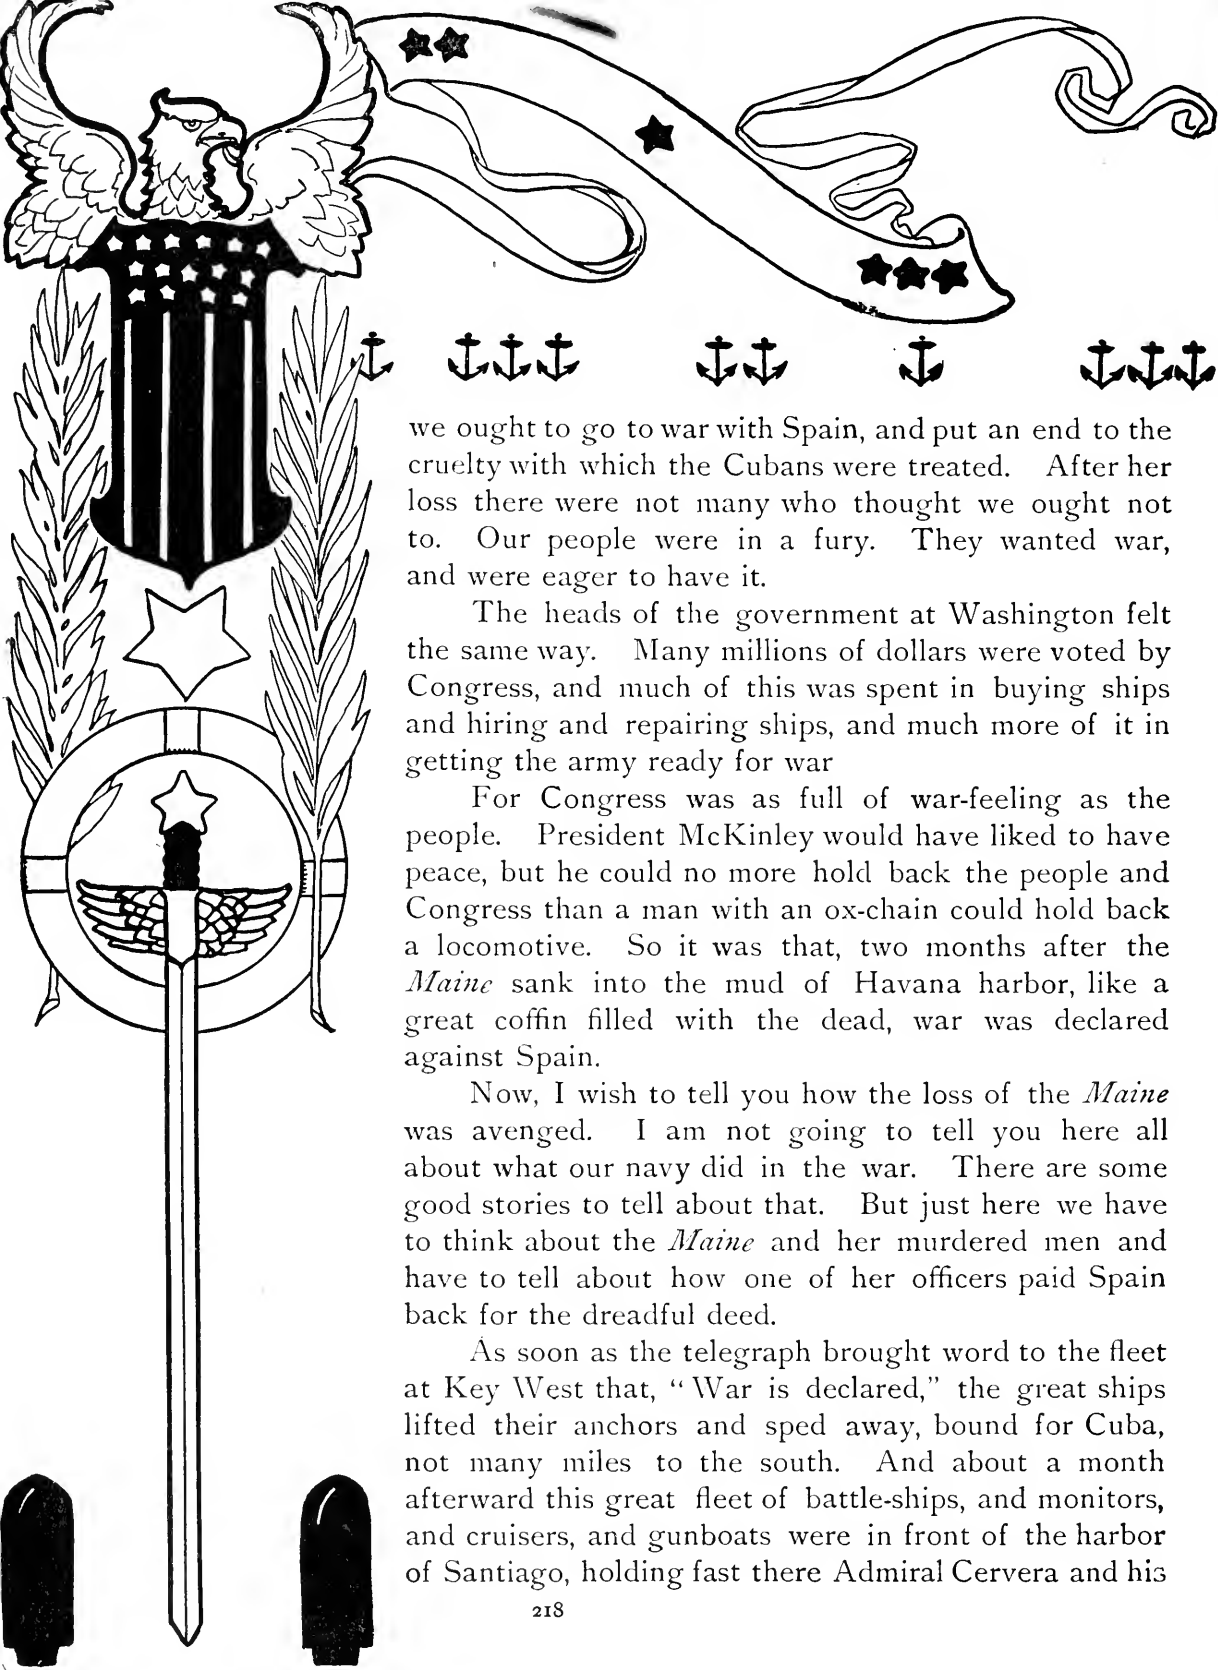 we ought to go to war with Spain, and put an end to the
cruelty with which the Cubans were treated. After her
loss there were not many who thought we ought not
to. Our people were in a fury. They wanted war,
and were eager to have it.
The heads of the government at Washington felt
the same way. Many millions of dollars were voted by
Congress, and much of this was spent in buying ships
and hiring and repairing ships, and much more of it in
getting the army ready for war
For Congress was as full of war-feeling as the
people. President McKinley would have liked to have
peace, but he could no more hold back the people and
Congress than a man with an ox-chain could hold back
a locomotive. So it was that, two months after the
Maine sank into the mud of Havana harbor, like a
great coffin filled with the dead, war was declared
against Spain.
Now, I wish to tell you how the loss of the Maine
was avenged. I am not going to tell you here all
about what our navy did in the war. There are some
good stories to tell about that. But just here we have
to think about the Maine and her murdered men and
have to tell about how one of her officers paid Spain
back for the dreadful deed.
As soon as the telegraph brought word to the fleet
at Key West that, “War is declared,” the great ships
lifted their anchors and sped away, bound for Cuba,
not many miles to the south. And about a month
afterward this great fleet of battle-ships, and monitors,
and cruisers, and gunboats were in front of the harbor
of Santiago, holding fast there Admiral Cervera and his
218